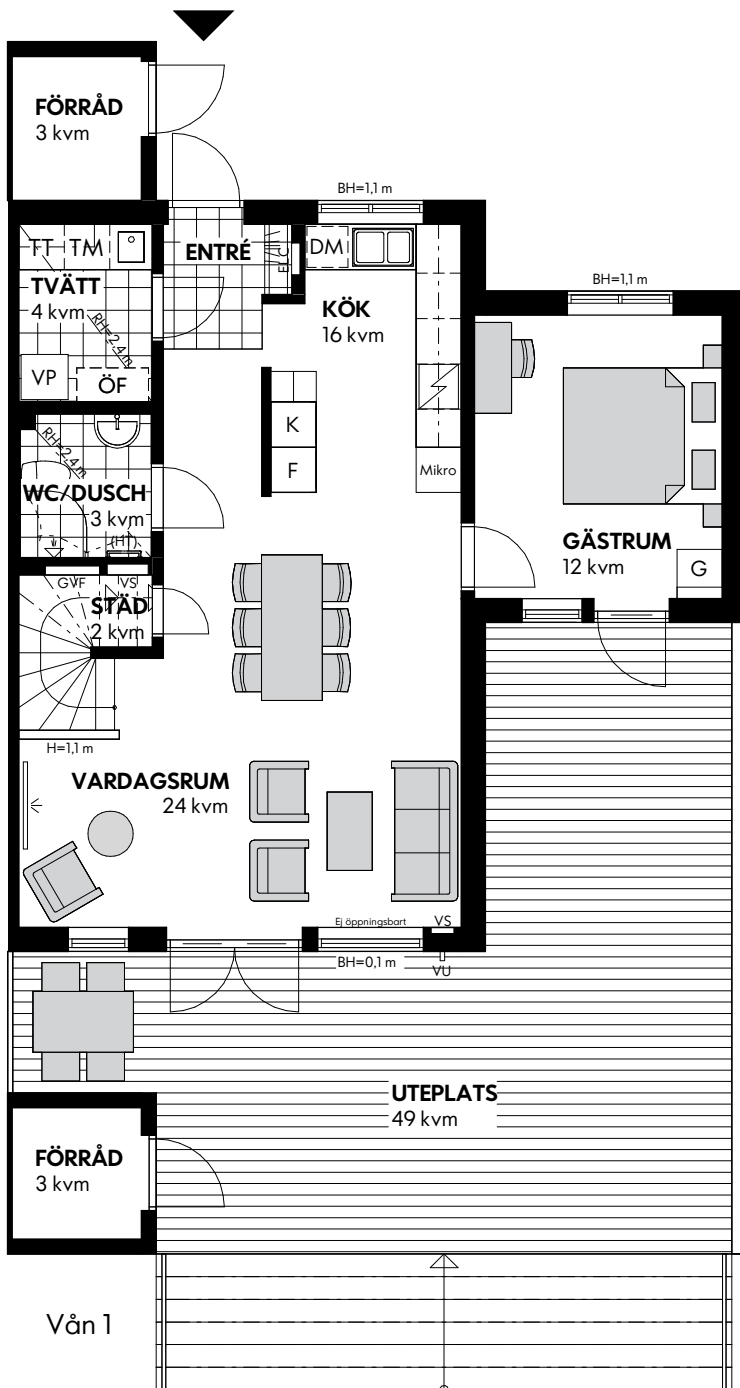 FÖRRÅD
3 kvm
BH=1,1 m
TT TM
ENTRÉ
ELC
DM
TVÄTT
4 kvm
KÖK
16 kvm
BH=1,1 m
RH=2,4 m
VP
ÖF
K
F
Mikro
RH=2,4 m
WC/DUSCH
3 kvm
(HT)
GÄSTRUM
12 kvm
G
GVF
VS
STÄD
2 kvm
H=1,1 m
VARDAGSRUM
24 kvm
Ej öppningsbart
VS
BH=0,1 m
VU
UTEPLATS
49 kvm
FÖRRÅD
3 kvm
Vån 1